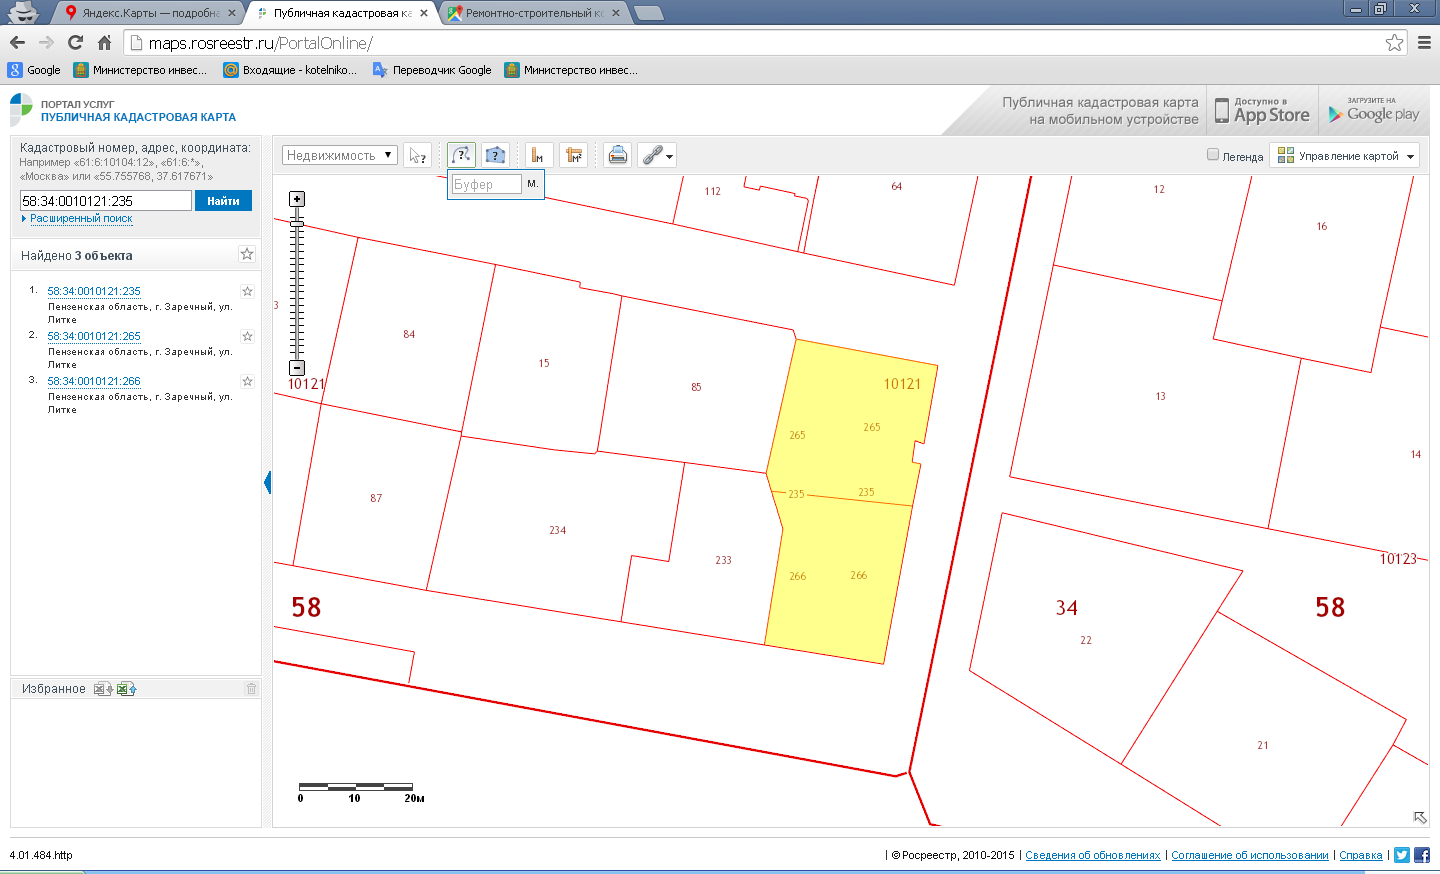 Яндекс.Карты — подробна
Публичная кадастровая ка
Ремонтно-строительный к
maps.rosreestr.ru/PortalOnline/
Google
Министерство инвес...
Входящие - kotelniko...
Переводчик Google
Министерство инвес...
ПОРТАЛ УСЛУГ
ПУБЛИЧНАЯ КАДАСТРОВАЯ КАРТА
Публичная кадастровая карта
на мобильном устройстве
Доступно в
App Store
ЗАГРУЗИТЕ НА
Google play
Кадастровый номер, адрес, координата:
Например «61:6:10104:12», «61:6:*»,
«Москва» или «55.755768, 37.617671»
58:34:0010121:235
Найти
Расширенный поиск
Найдено 3 объекта
1. 58:34:0010121:235
Пензенская область, г. Заречный, ул.
Литке
2. 58:34:0010121:265
Пензенская область, г. Заречный, ул.
Литке
3. 58:34:0010121:266
Пензенская область, г. Заречный, ул.
Литке
Избранное
Недвижимость
?
?
?
м
м²
Легенда
Управление картой
Буфер
м.
112
64
12
16
3
84
15
85
10121
10121
13
14
265
265
87
234
235
235
233
266
266
10123
58
34
58
22
21
0 10 20м
4.01.484.http
| © Росреестр, 2010-2015 | Сведения об обновлениях | Соглашение об использовании | Справка |